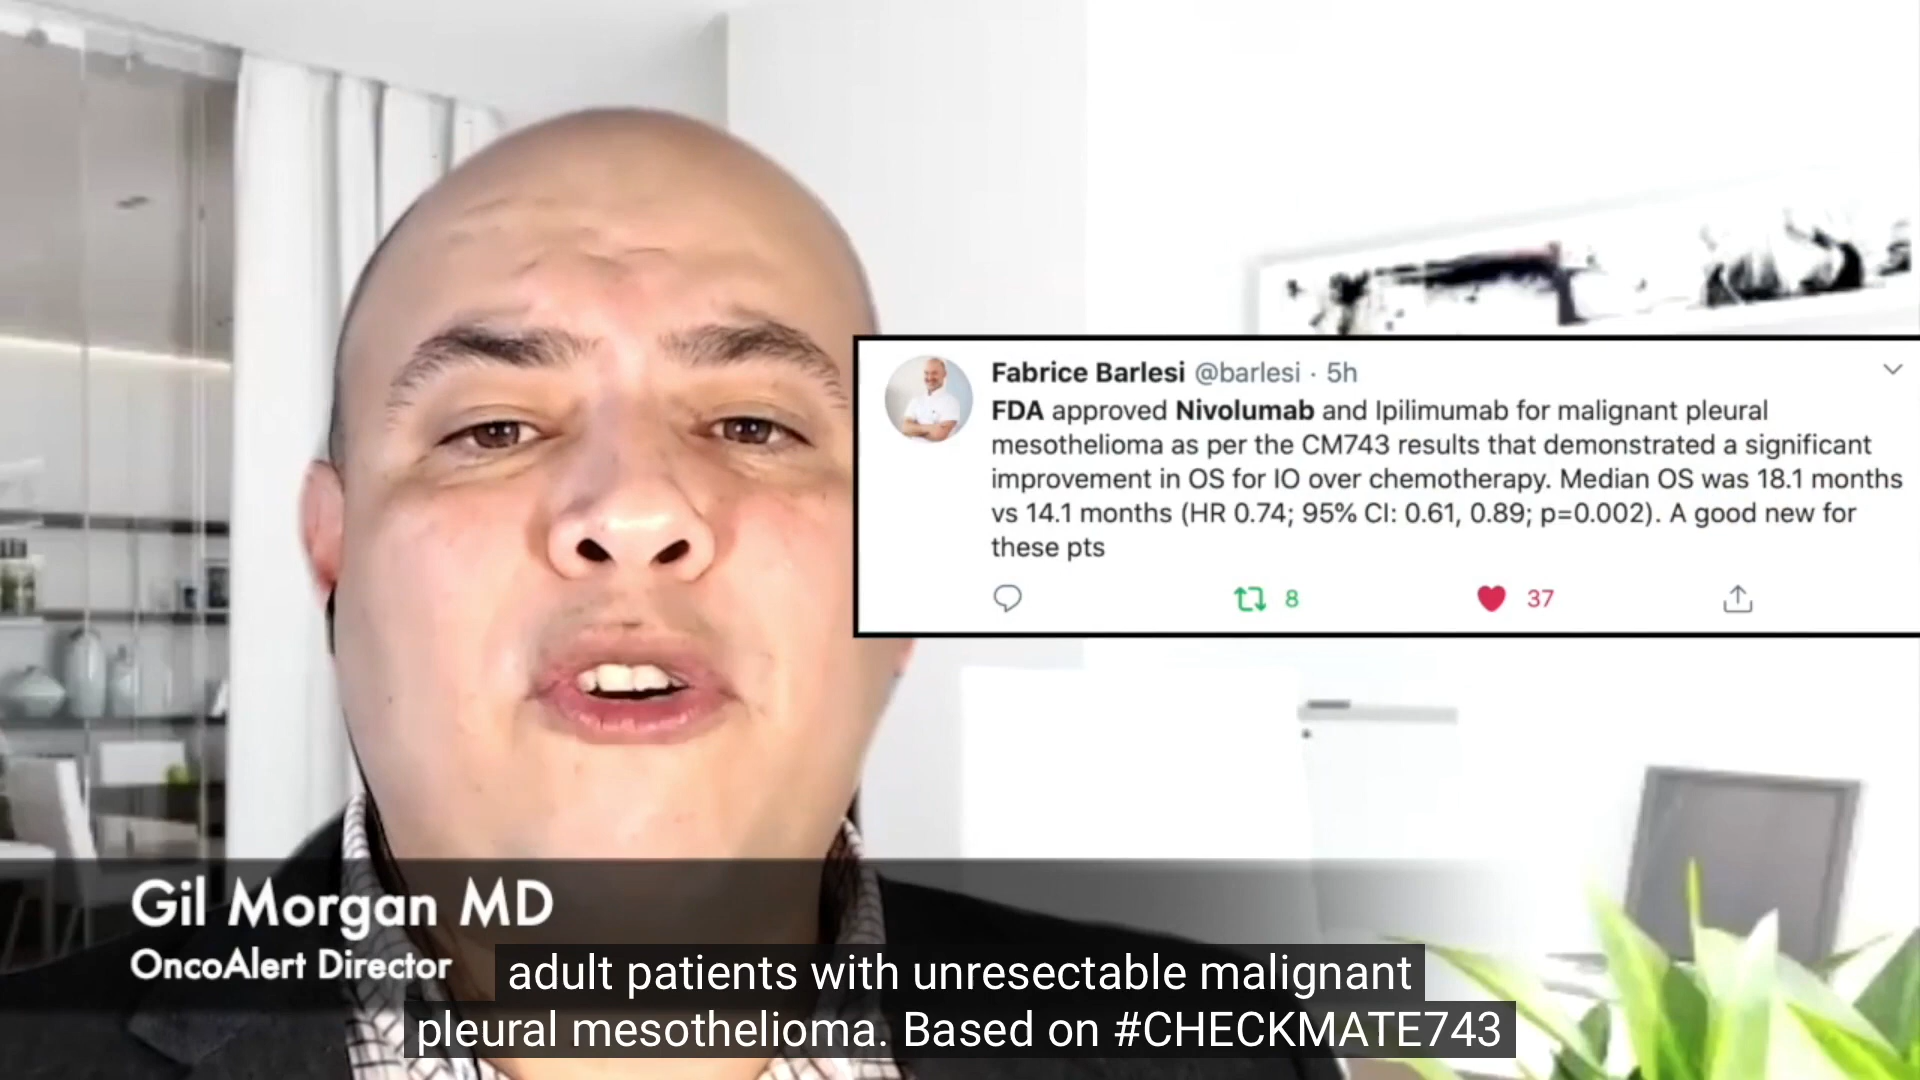 Fabrice Barlesi @barlesi · 5h
FDA approved Nivolumab and Ipilimumab for malignant pleural
mesothelioma as per the CM743 results that demonstrated a significant
improvement in OS for IO over chemotherapy. Median OS was 18.1 months
vs 14.1 months (HR 0.74; 95% CI: 0.61, 0.89; p=0.002). A good new for
these pts
8 37
Gil Morgan MD
OncoAlert Director
adult patients with unresectable malignant
pleural mesothelioma. Based on #CHECKMATE743